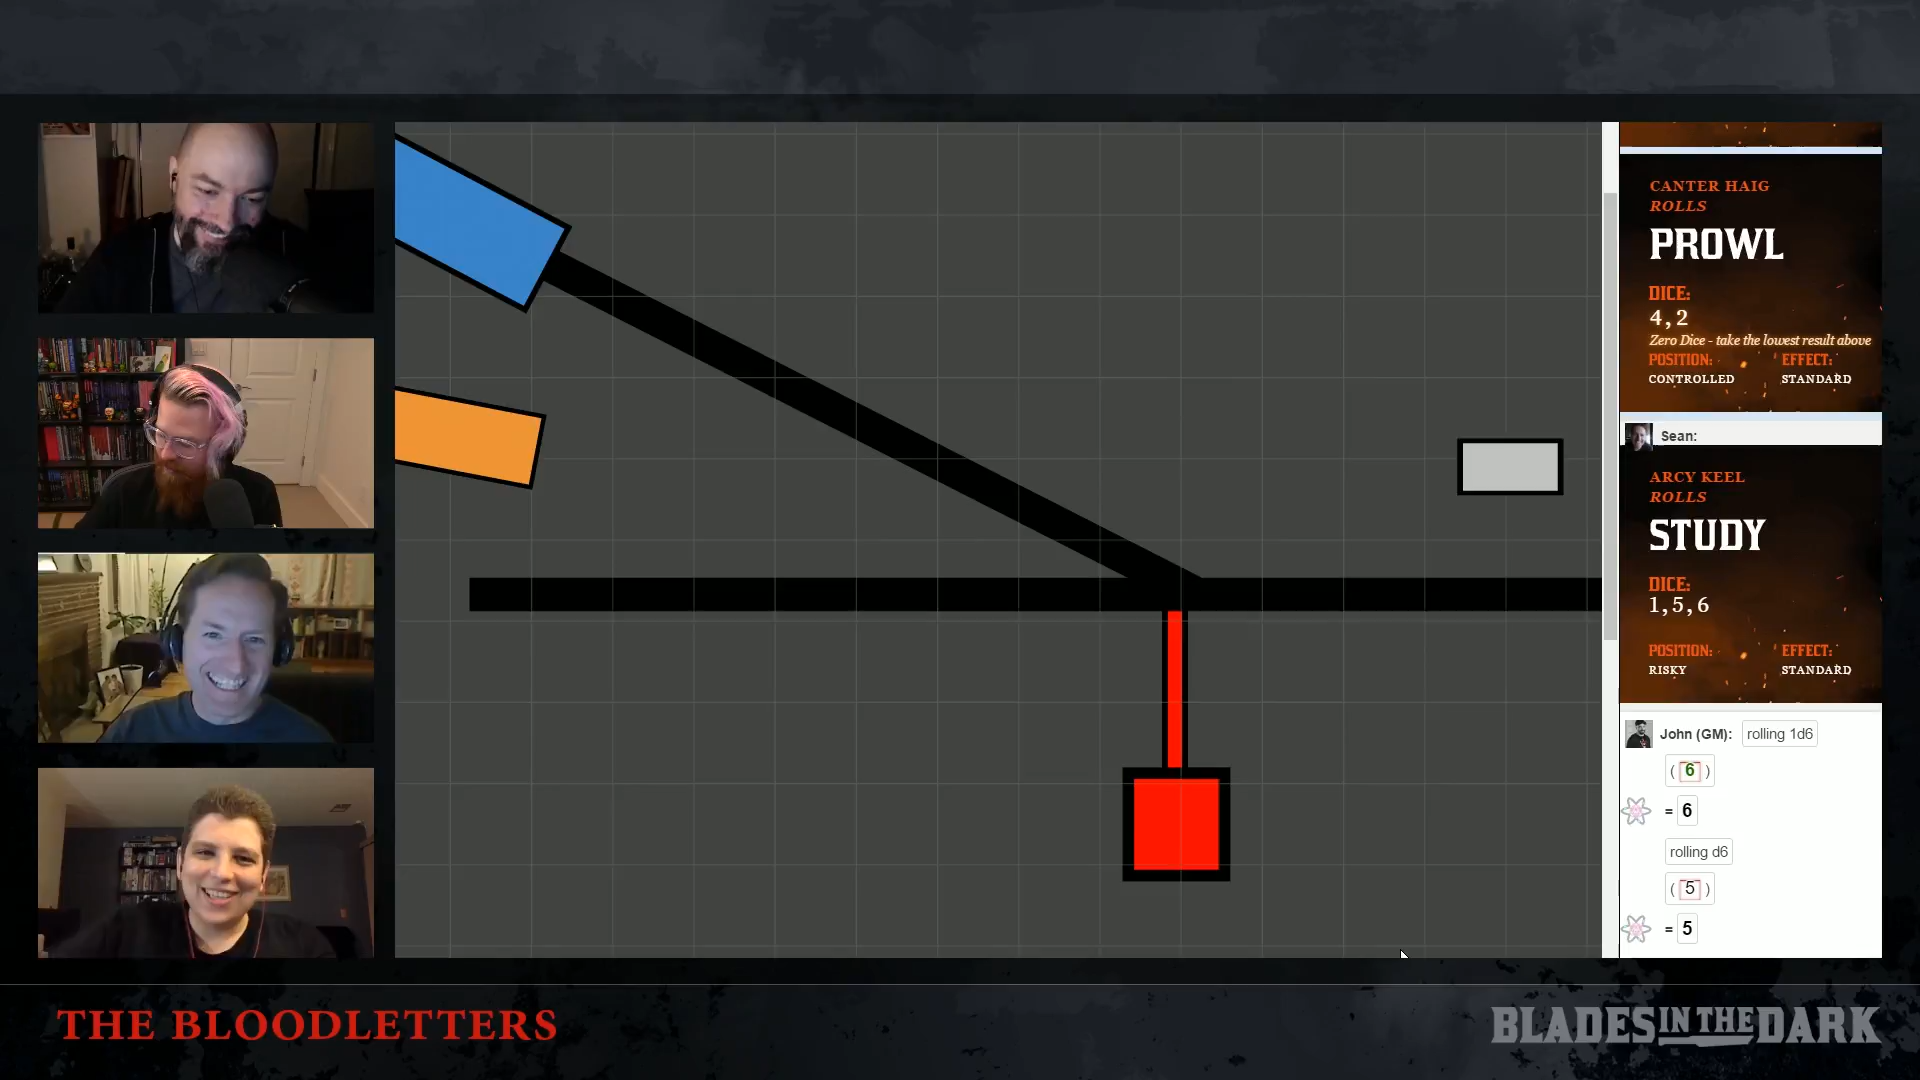 CANTER HAIG
ROLLS
PROWL
DICE:
4, 2
Zero Dice - take the lowest result above
POSITION: EFFECT:
CONTROLLED STANDARD
Sean:
ARCY KEEL
ROLLS
STUDY
DICE:
1, 5, 6
POSITION: EFFECT:
RISKY STANDARD
John (GM): rolling 1d6
( 6 )
= 6
rolling d6
( 5 )
= 5
THE BLOODLETTERS
BLADES IN THE DARK